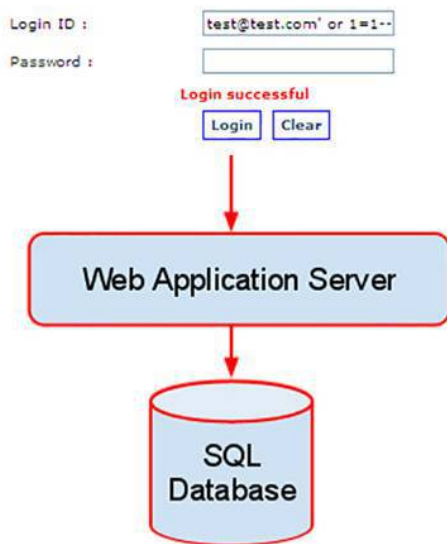 Login ID : test@test.com' or 1=1--
Password :
Login successful
Login Clear
Web Application Server
SQL
Database